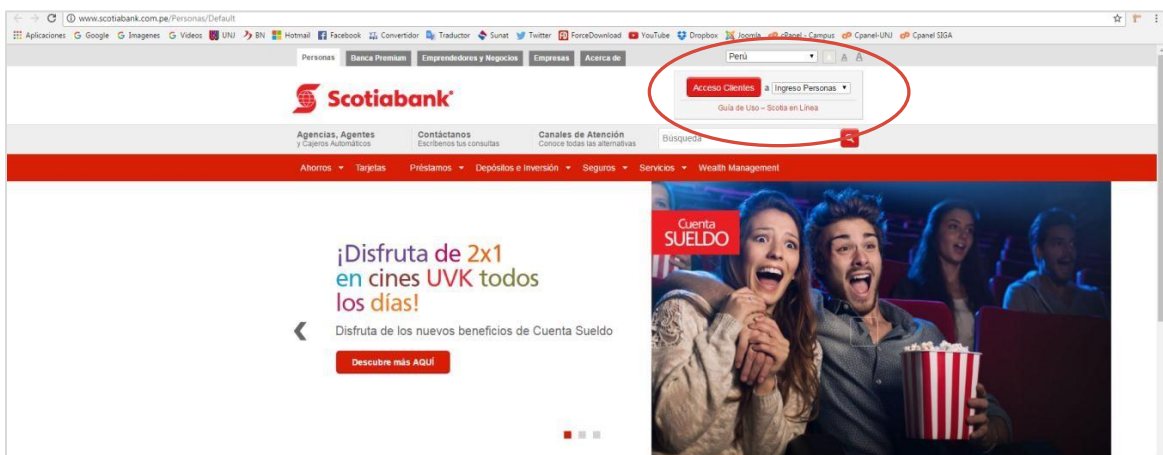 www.scotiabank.com.pe/Personas/Default
Aplicaciones Google Imagenes Videos UNJ BN Hotmail Facebook Convertidor Traductor Sunat Twitter ForceDownload YouTube Dropbox Joomla cPanel - Campus Cpanel-UNJ Cpanel SIGA
Personas Banca Premium Emprendedores y Negocios Empresas Acerca de Perú A A
Scotiabank
Acceso Clientes a Ingreso Personas
Guía de Uso – Scotia en Línea
Agencias, Agentes
y Cajeros Automáticos
Contáctanos
Escríbenos tus consultas
Canales de Atención
Conoce todas las alternativas
Búsqueda
Ahorros Tarjetas Préstamos Depósitos e Inversión Seguros Servicios Wealth Management
¡Disfruta de 2x1
en cines UVK todos
los días!
Disfruta de los nuevos beneficios de Cuenta Sueldo
Descubre más AQUÍ
Cuenta
SUELDO